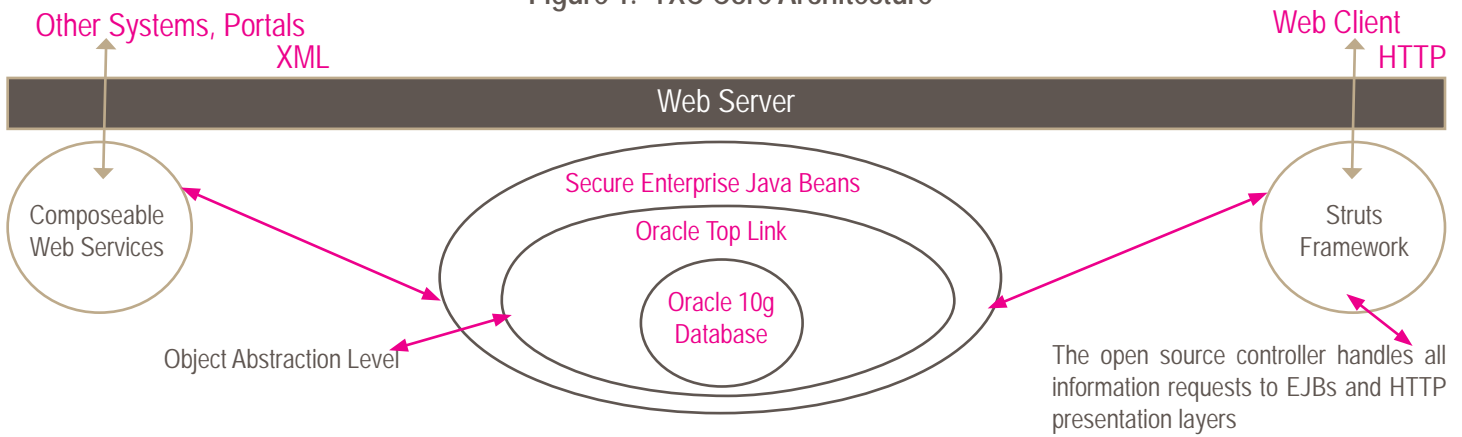 Other Systems, Portals
XML
Web Client
HTTP
Web Server
Composeable
Web Services
Secure Enterprise Java Beans
Oracle Top Link
Oracle 10g
Database
Struts
Framework
Object Abstraction Level
The open source controller handles all
information requests to EJBs and HTTP
presentation layers